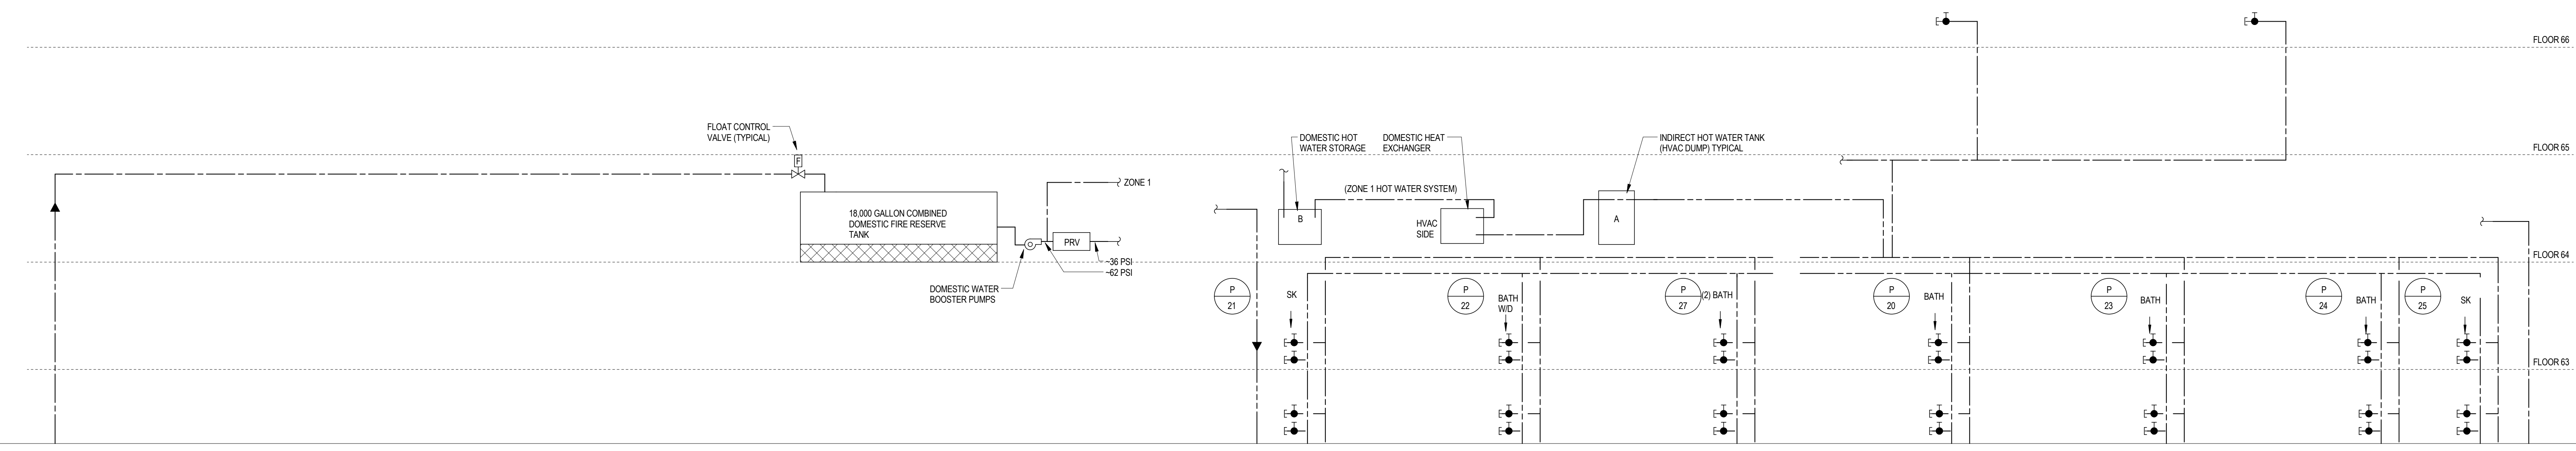 FLOOR 66
FLOAT CONTROL
VALVE (TYPICAL)
F
DOMESTIC HOT
WATER STORAGE
DOMESTIC HEAT
EXCHANGER
INDIRECT HOT WATER TANK
(HVAC DUMP) TYPICAL
FLOOR 65
ZONE 1
(ZONE 1 HOT WATER SYSTEM)
18,000 GALLON COMBINED
DOMESTIC FIRE RESERVE
TANK
B
HVAC
SIDE
A
PRV
~36 PSI
~62 PSI
FLOOR 64
DOMESTIC WATER
BOOSTER PUMPS
P
21
SK
P
22
BATH
W/D
P
27
(2) BATH
P
20
BATH
P
23
BATH
P
24
BATH
P
25
SK
FLOOR 63